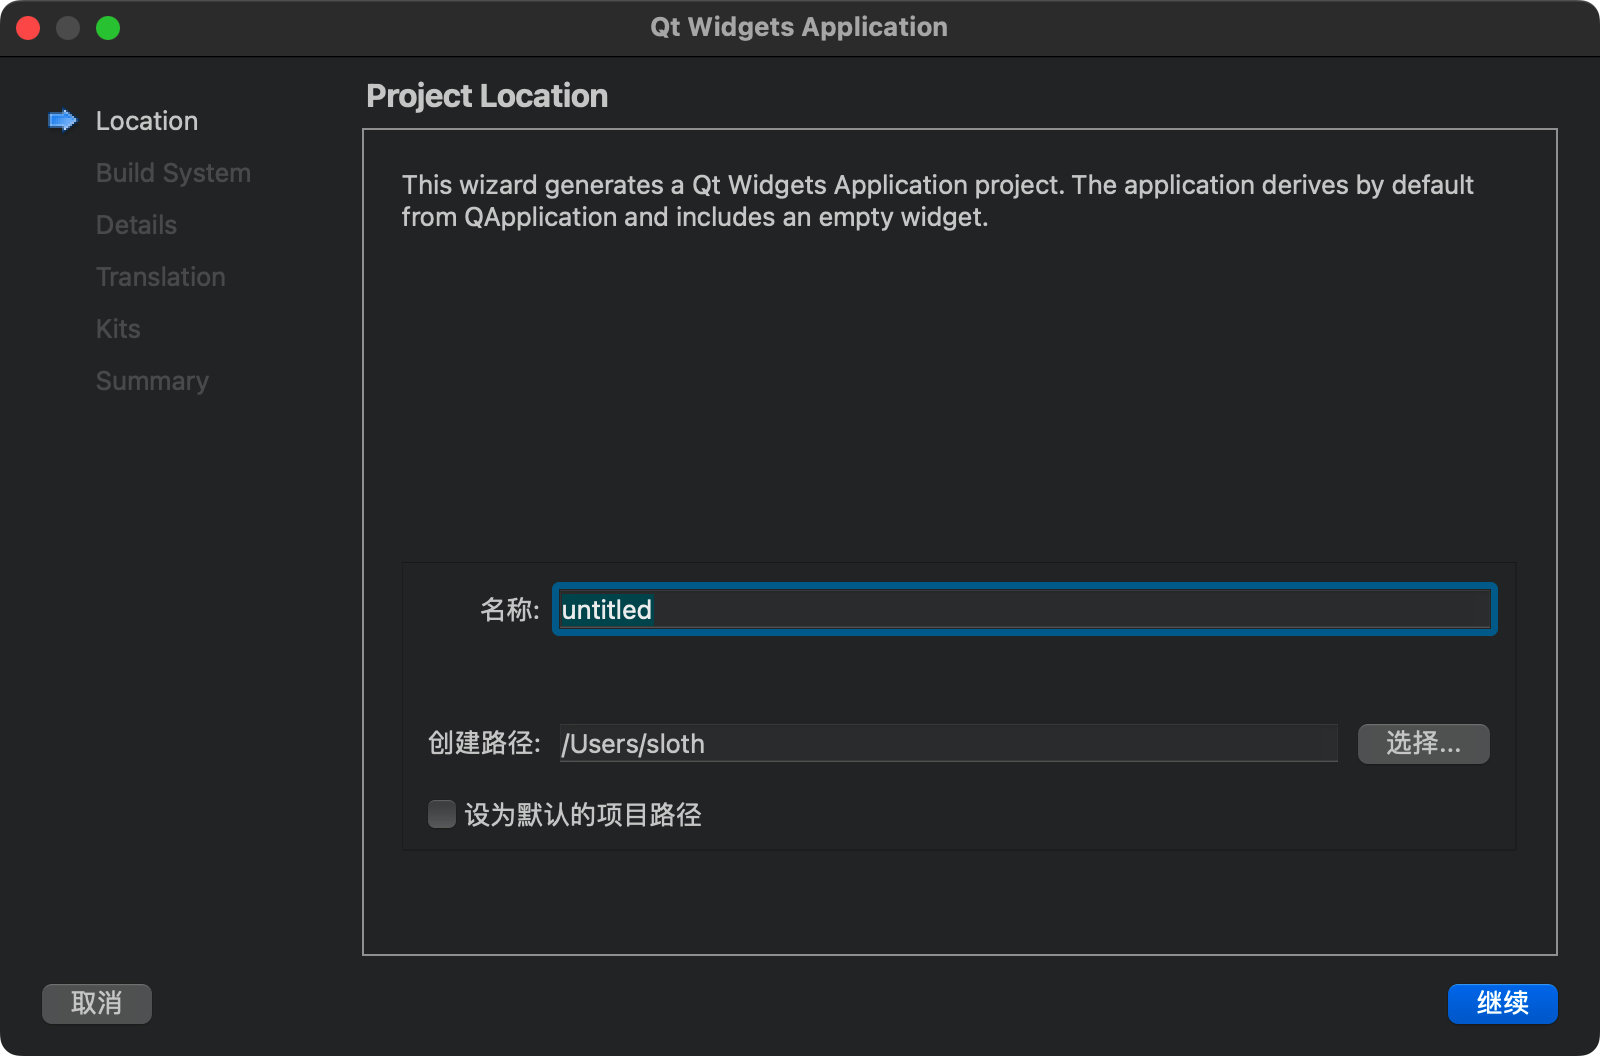 Qt Widgets Application
Location
Build System
Details
Translation
Kits
Summary
Project Location
This wizard generates a Qt Widgets Application project. The application derives by default
from QApplication and includes an empty widget.
名称: untitled
创建路径: /Users/sloth 选择...
设为默认的项目路径
取消 继续